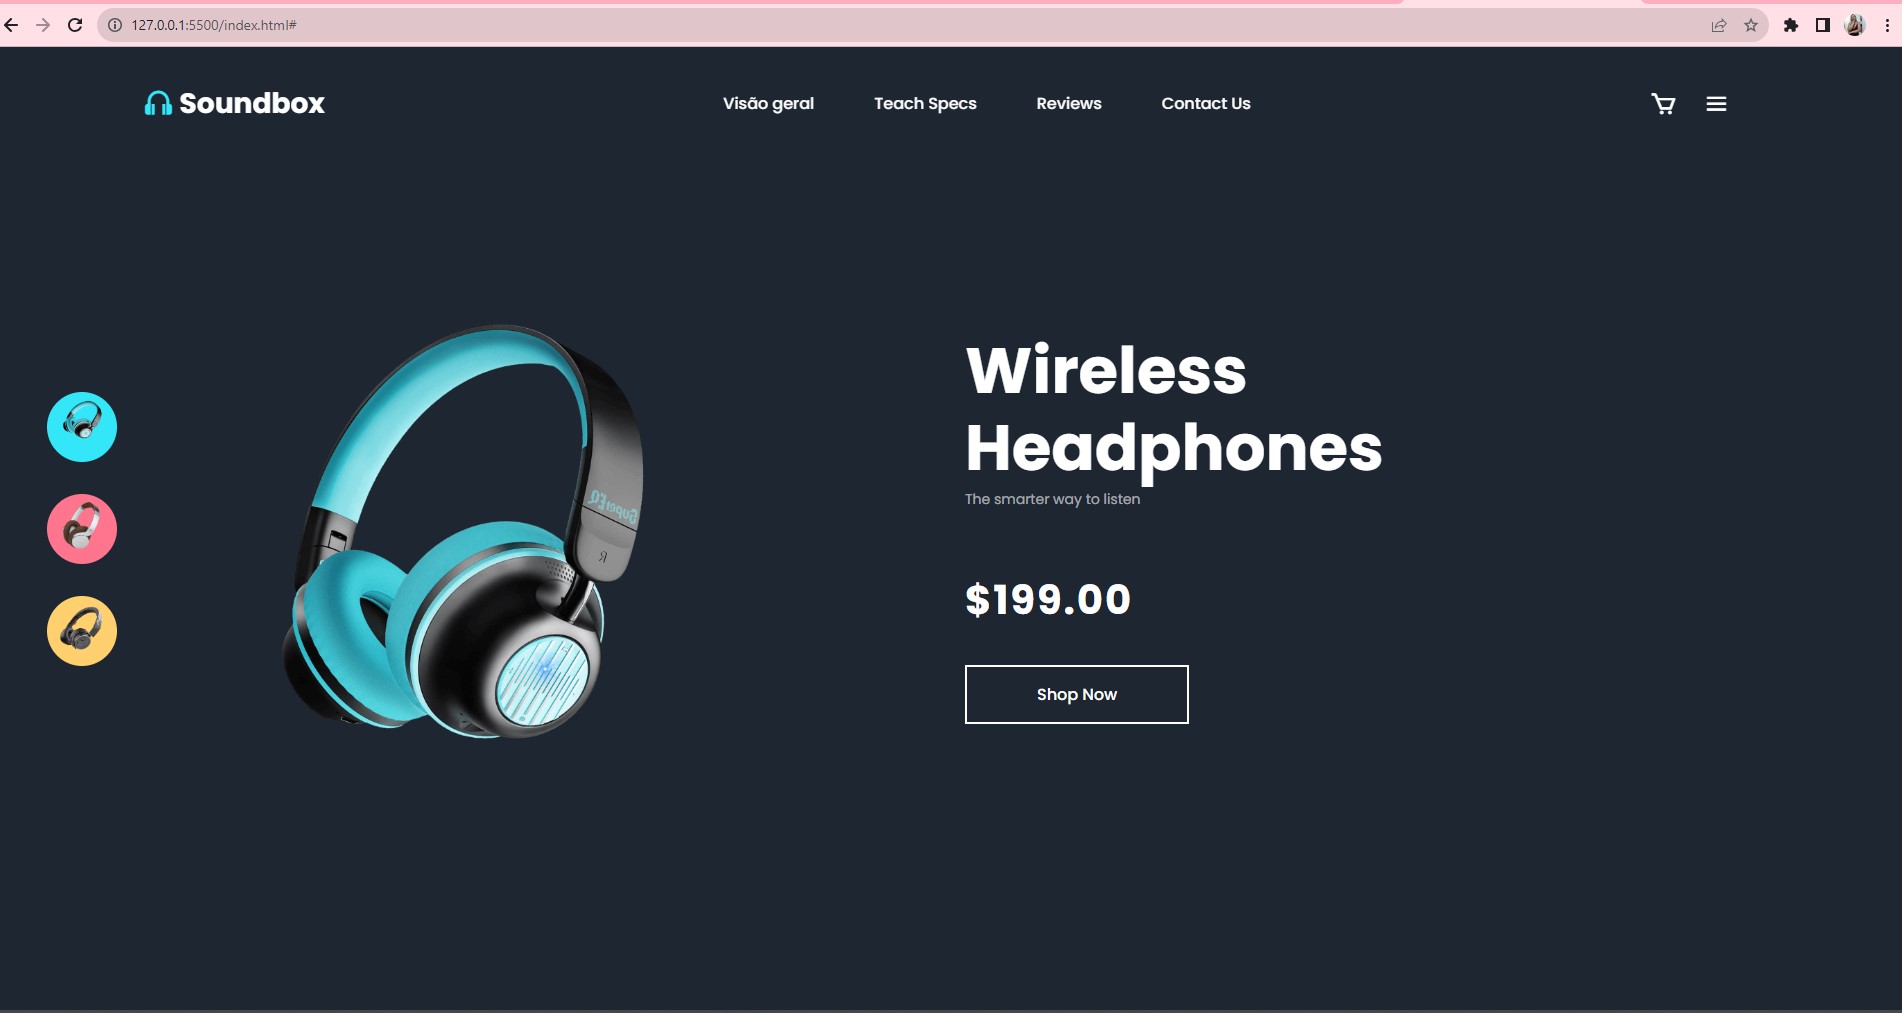 127.0.0.1:5500/index.html#
Soundbox
Visão geral
Teach Specs
Reviews
Contact Us
Wireless
Headphones
The smarter way to listen
$199.00
Shop Now
SuperEQ
R